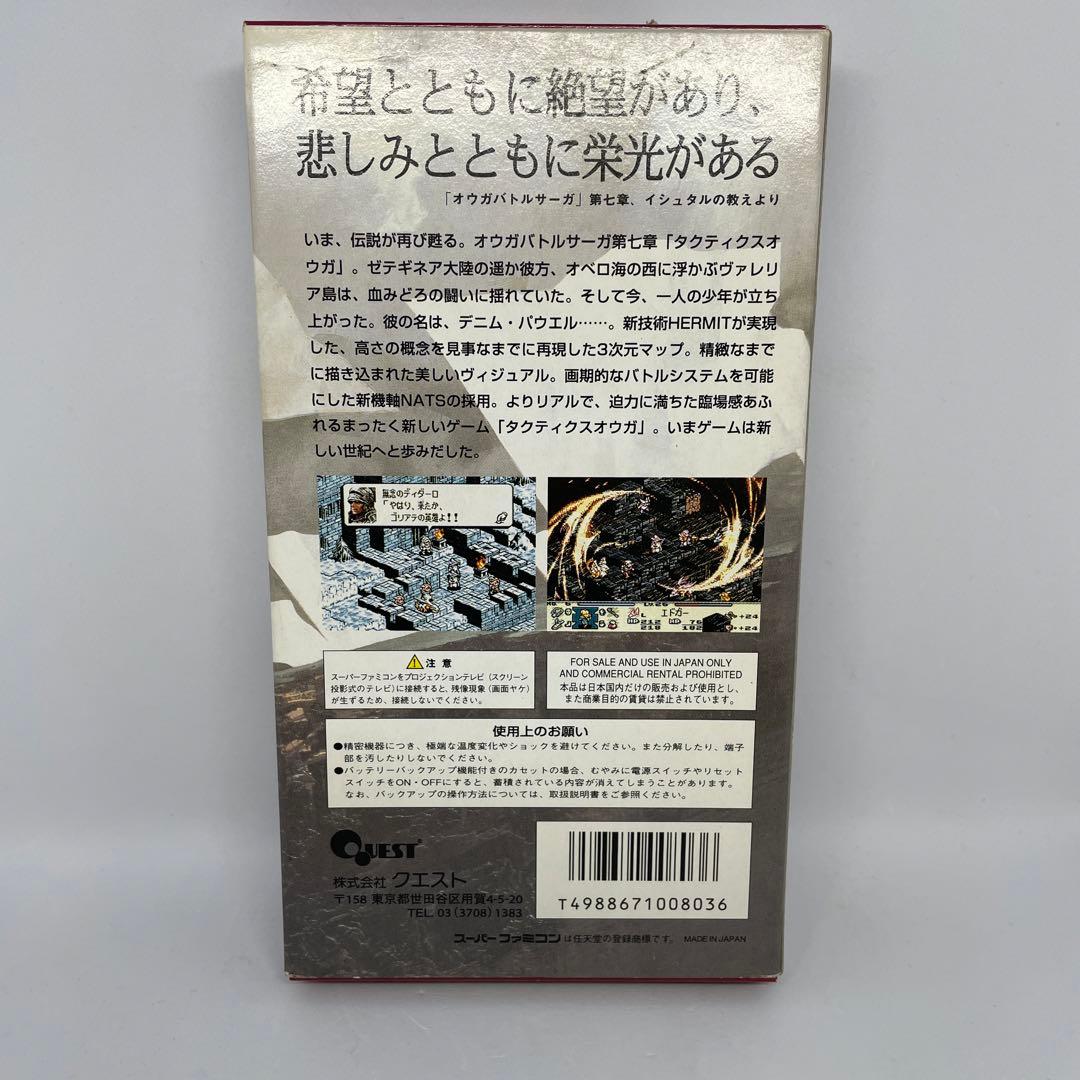 希望とともに絶望があり、
悲しみとともに栄光がある
「オウガバトルサーガ」第七章、イシュタルの教えより
いま、伝説が再び甦る。オウガバトルサーガ第七章「タクティクスオ
ウガ」。ゼテギネア大陸の遥か彼方、オベロ海の西に浮かぶヴァレリ
ア島は、血みどろの闘いに揺れていた。そして今、一人の少年が立ち
上がった。彼の名は、デニム・パウエル……。新技術HERMITが実現
した、高さの概念を見事なまでに再現した3次元マップ。精緻なまで
に描き込まれた美しいヴィジュアル。画期的なバトルシステムを可能
にした新機軸NATSの採用。よりリアルで、迫力に満ちた臨場感あふ
れるまったく新しいゲーム「タクティクスオウガ」。いまゲームは新
しい世紀へと歩みだした。
無念のディダーロ
「やはり、来たか、
ゴリアテの英雄よ!!
エドガー
212
218
182
+24
+24
注意
スーパーファミコンをプロジェクションテレビ(スクリーン
投影式のテレビ)に接続すると、残像現象(画面ヤケ)
が生ずるため、接続しないでください。
FOR SALE AND USE IN JAPAN ONLY
AND COMMERCIAL RENTAL PROHIBITED
本品は日本国内だけの販売および使用とし、
また商業目的の賃貸は禁止されています。
使用上のお願い
●精密機器につき、極端な温度変化やショックを避けてください。また分解したり、端子
部を汚したりしないでください。
●バッテリーバックアップ機能付きのカセットの場合、むやみに電源スイッチやリセット
スイッチをON・OFFにすると、蓄積されている内容が消えてしまうことがあります。
なお、バックアップの操作方法については、取扱説明書をご参照ください。
QUEST
株式会社 クエスト
〒158 東京都世田谷区用賀4-5-20
TEL. 03(3708)1383
T4988671008036
スーパーファミコンは任天堂の登録商標です。 MADE IN JAPAN